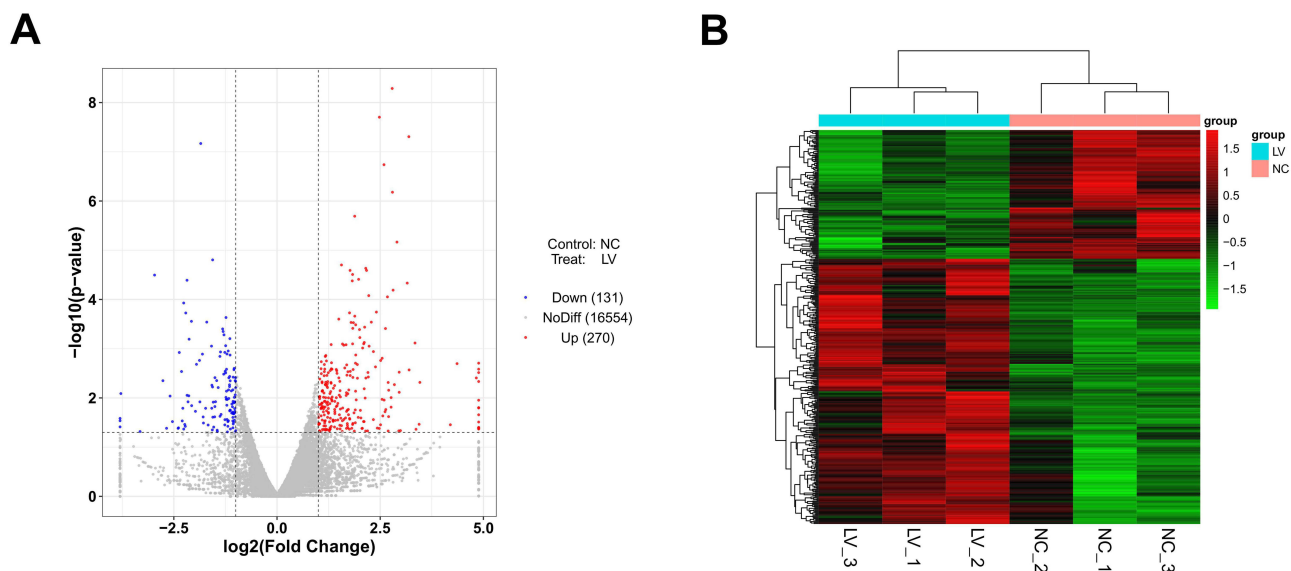 A
8
6
4
2
0
−log10(p−value)
−2.5
0.0
2.5
5.0
log2(Fold Change)
Control: NC
Treat: LV
Down (131)
NoDiff (16554)
Up (270)
B
group
1.5
1
0.5
0
−0.5
−1
−1.5
group
LV
NC
LV_3
LV_1
LV_2
NC_2
NC_1
NC_3